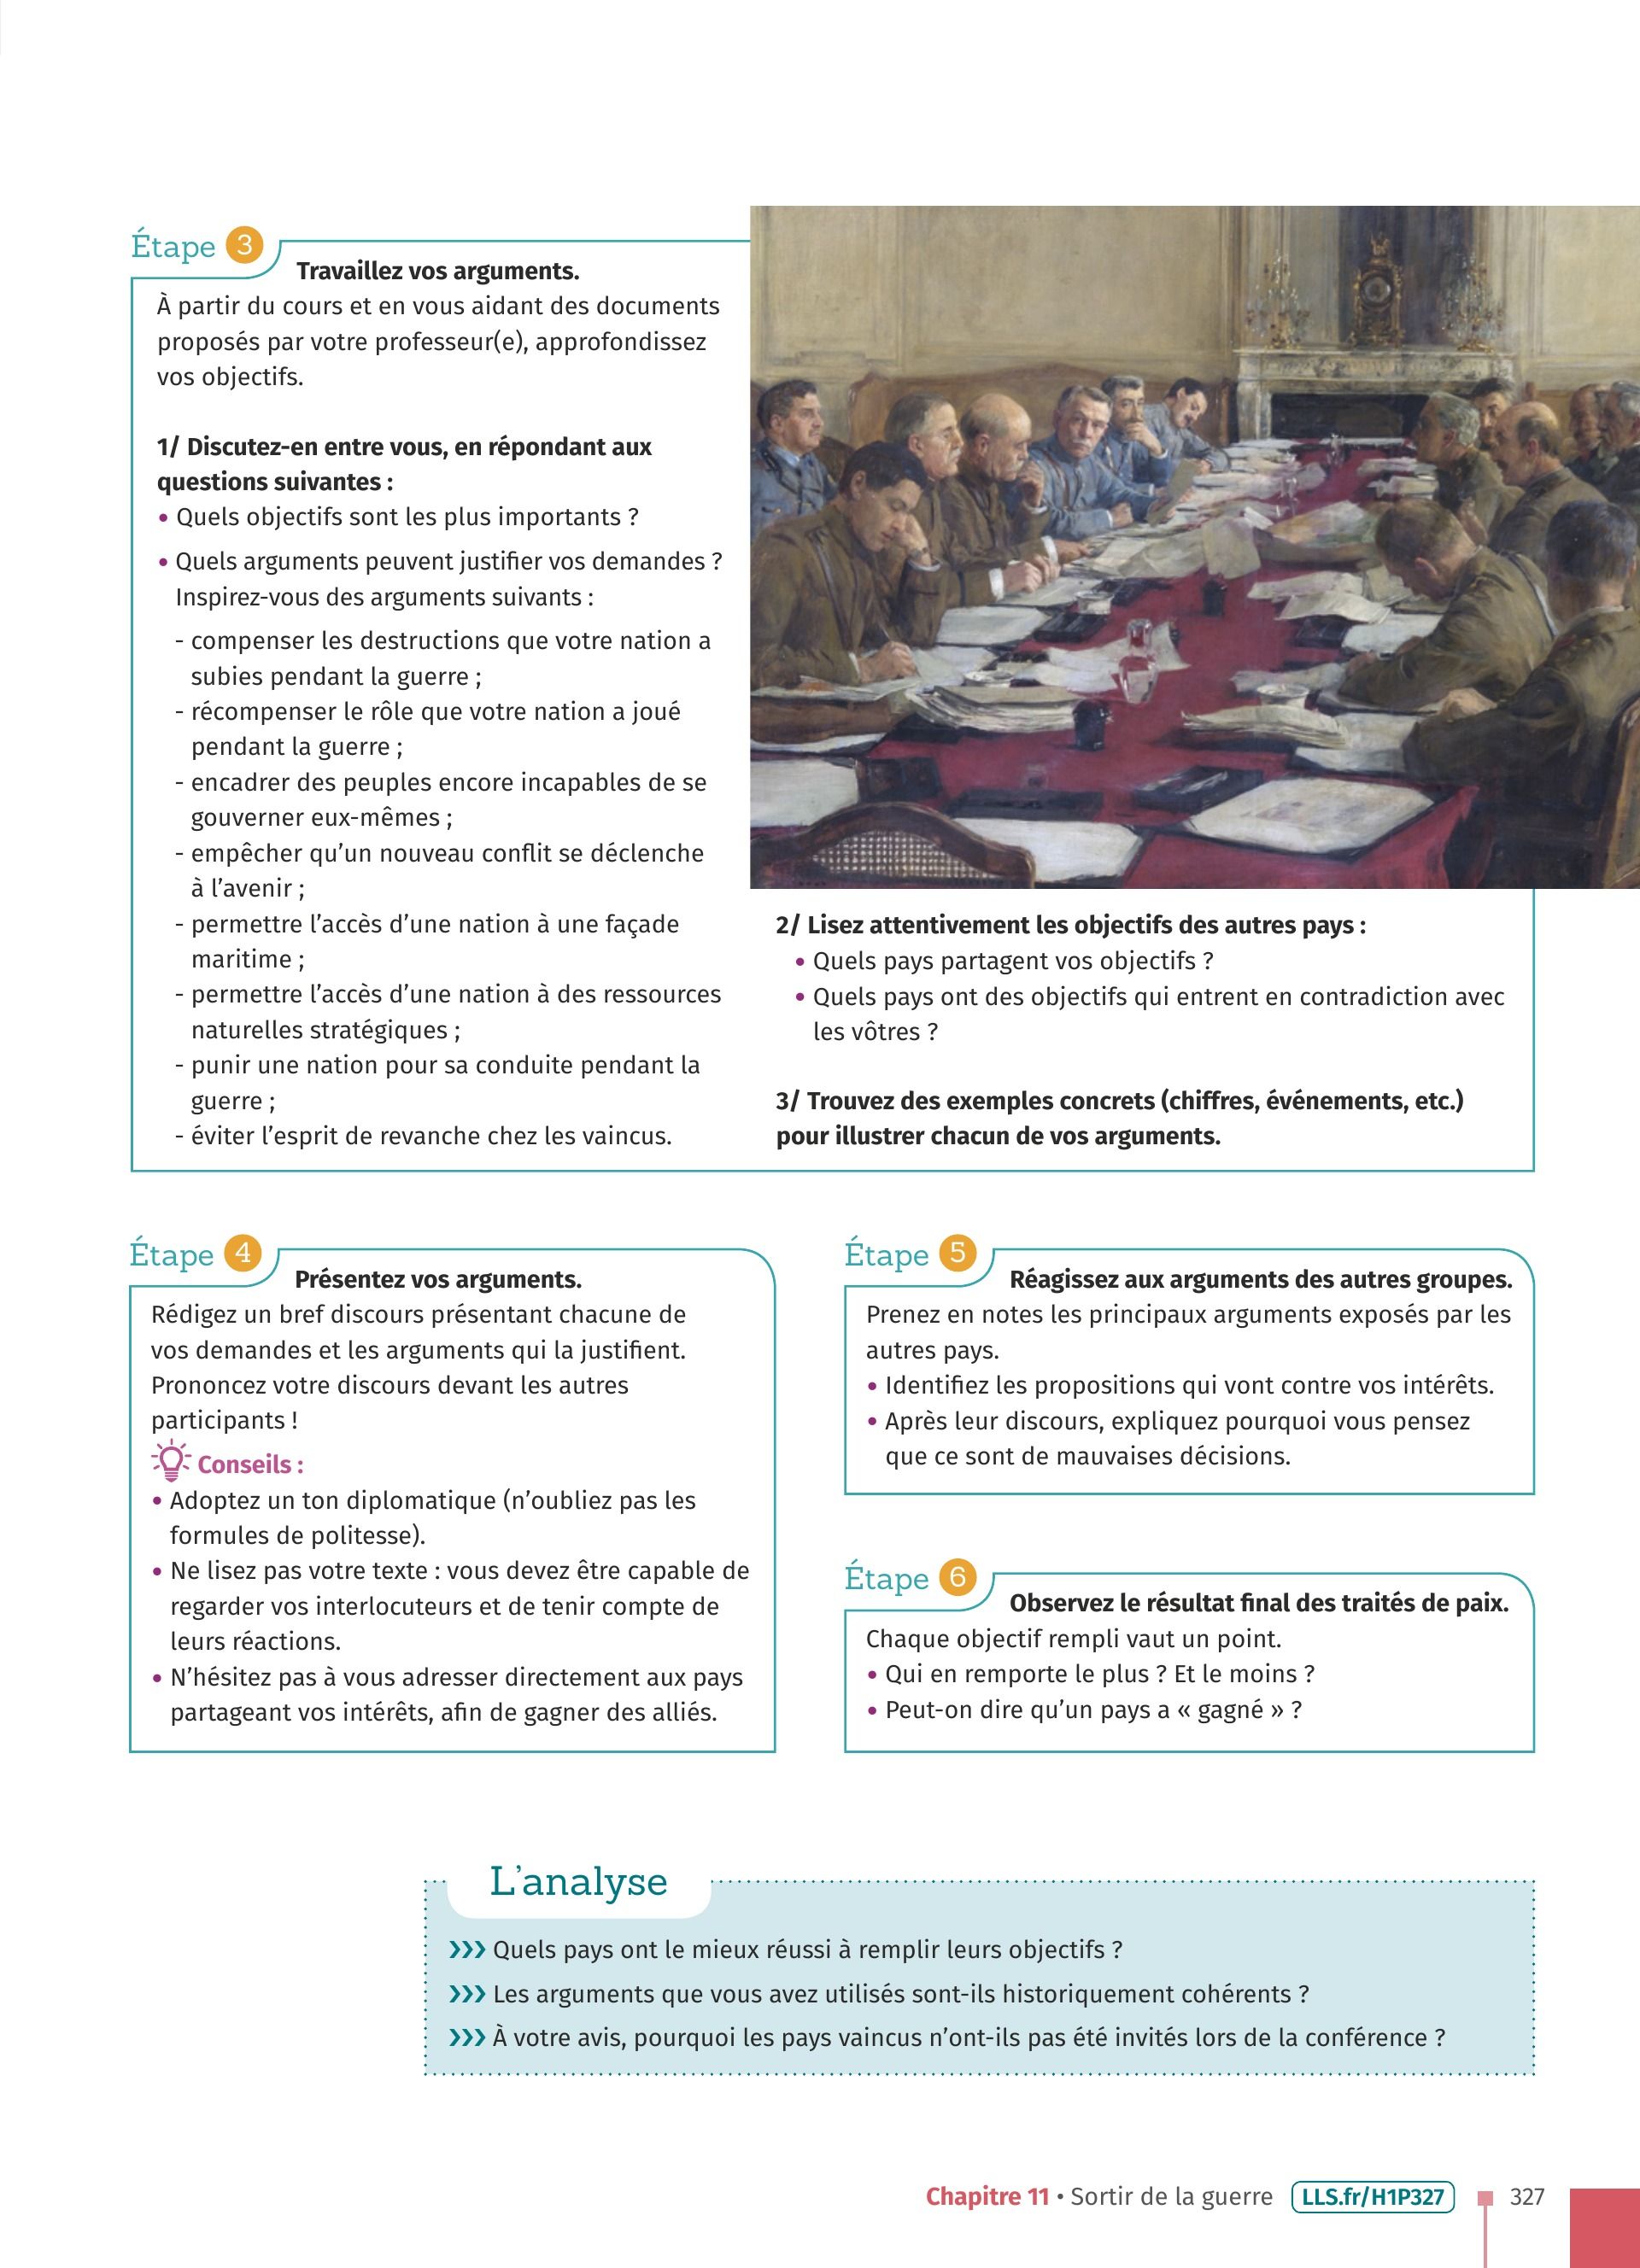 Étape 3
Travaillez vos arguments.
À partir du cours et en vous aidant des documents
proposés par votre professeur(e), approfondissez
vos objectifs.
1/ Discutez-en entre vous, en répondant aux
questions suivantes :
• Quels objectifs sont les plus importants ?
• Quels arguments peuvent justifier vos demandes ?
Inspirez-vous des arguments suivants :
- compenser les destructions que votre nation a
subies pendant la guerre ;
- récompenser le rôle que votre nation a joué
pendant la guerre ;
- encadrer des peuples encore incapables de se
gouverner eux-mêmes ;
- empêcher qu’un nouveau conflit se déclenche
à l’avenir ;
- permettre l’accès d’une nation à une façade
maritime ;
- permettre l’accès d’une nation à des ressources
naturelles stratégiques ;
- punir une nation pour sa conduite pendant la
guerre ;
- éviter l’esprit de revanche chez les vaincus.
2/ Lisez attentivement les objectifs des autres pays :
• Quels pays partagent vos objectifs ?
• Quels pays ont des objectifs qui entrent en contradiction avec
les vôtres ?
3/ Trouvez des exemples concrets (chiffres, événements, etc.)
pour illustrer chacun de vos arguments.
Étape 4
Présentez vos arguments.
Rédigez un bref discours présentant chacune de
vos demandes et les arguments qui la justifient.
Prononcez votre discours devant les autres
participants !
Conseils :
• Adoptez un ton diplomatique (n’oubliez pas les
formules de politesse).
• Ne lisez pas votre texte : vous devez être capable de
regarder vos interlocuteurs et de tenir compte de
leurs réactions.
• N’hésitez pas à vous adresser directement aux pays
partageant vos intérêts, afin de gagner des alliés.
Étape 5
Réagissez aux arguments des autres groupes.
Prenez en notes les principaux arguments exposés par les
autres pays.
• Identifiez les propositions qui vont contre vos intérêts.
• Après leur discours, expliquez pourquoi vous pensez
que ce sont de mauvaises décisions.
Étape 6
Observez le résultat final des traités de paix.
Chaque objectif rempli vaut un point.
• Qui en remporte le plus ? Et le moins ?
• Peut-on dire qu’un pays a « gagné » ?
L’analyse
››› Quels pays ont le mieux réussi à remplir leurs objectifs ?
››› Les arguments que vous avez utilisés sont-ils historiquement cohérents ?
››› À votre avis, pourquoi les pays vaincus n’ont-ils pas été invités lors de la conférence ?
Chapitre 11 • Sortir de la guerre LLS.fr/H1P327 327